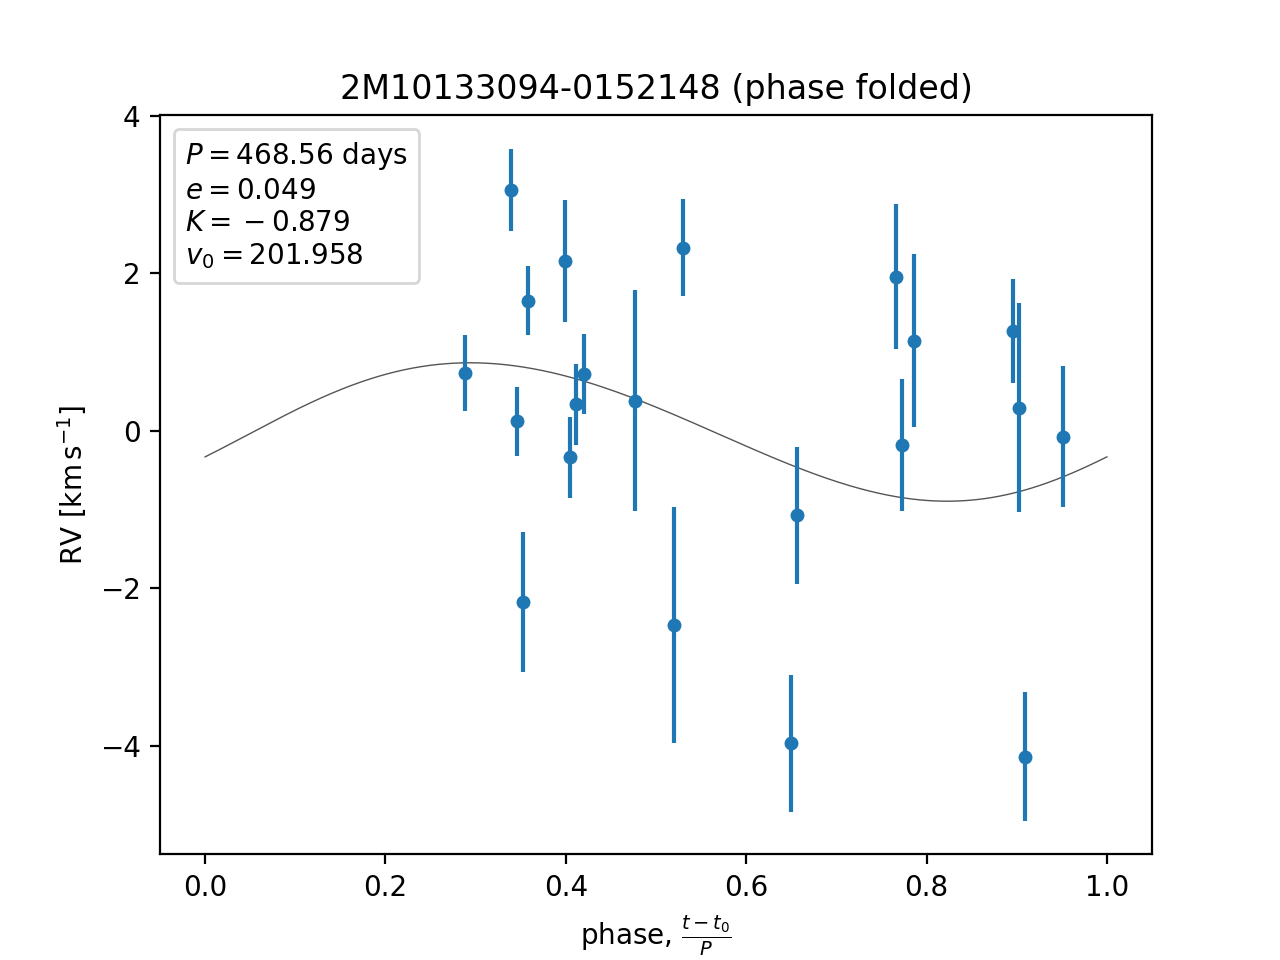 2M10133094-0152148 (phase folded)
P = 468.56 days
e = 0.049
K = −0.879
v₀ = 201.958
4
2
0
−2
−4
RV [km s⁻¹]
0.0 0.2 0.4 0.6 0.8 1.0
phase, (t − t₀)/P